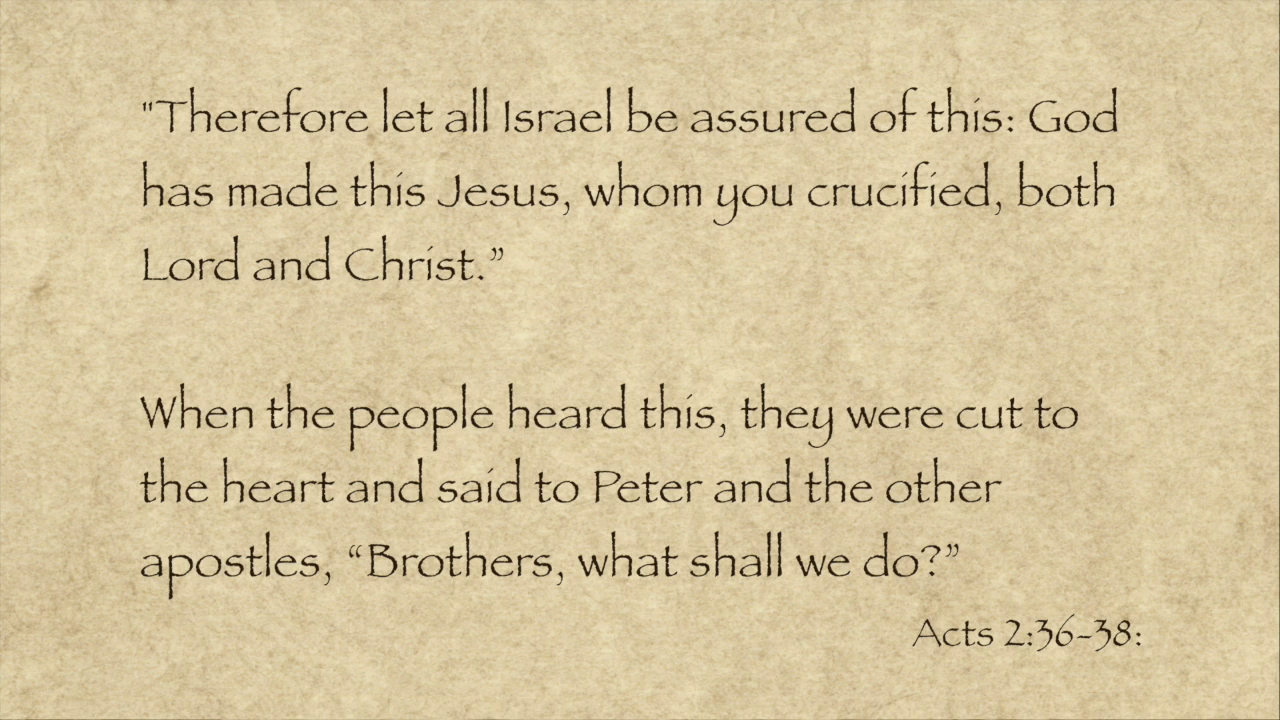 "Therefore let all Israel be assured of this: God
has made this Jesus, whom you crucified, both
Lord and Christ.”
When the people heard this, they were cut to
the heart and said to Peter and the other
apostles, “Brothers, what shall we do?”
Acts 2:36-38: